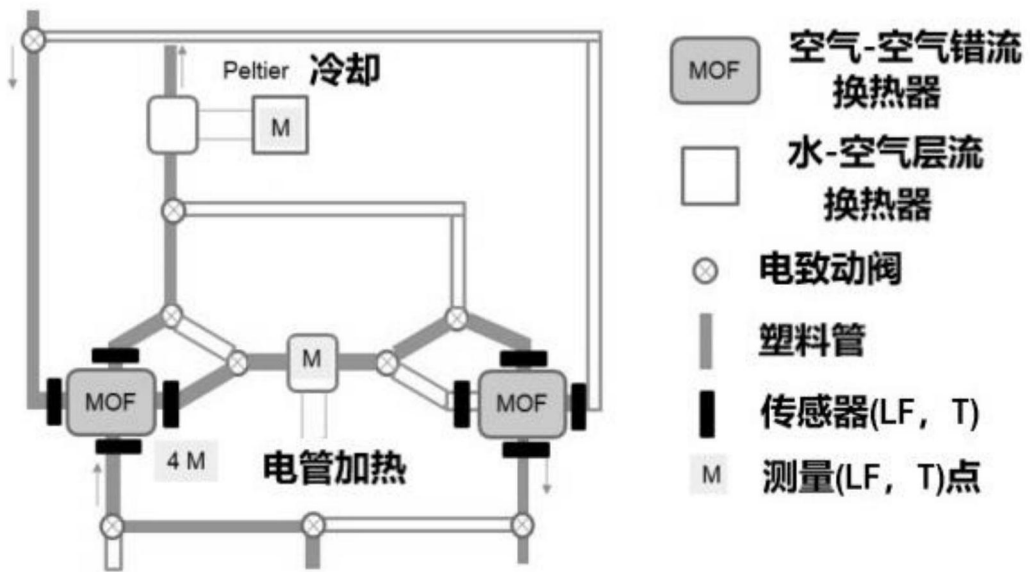 Peltier 冷却
M
M
MOF
MOF
4 M
电管加热
MOF
空气-空气错流
换热器
水-空气层流
换热器
电致动阀
塑料管
传感器(LF，T)
M
测量(LF，T)点